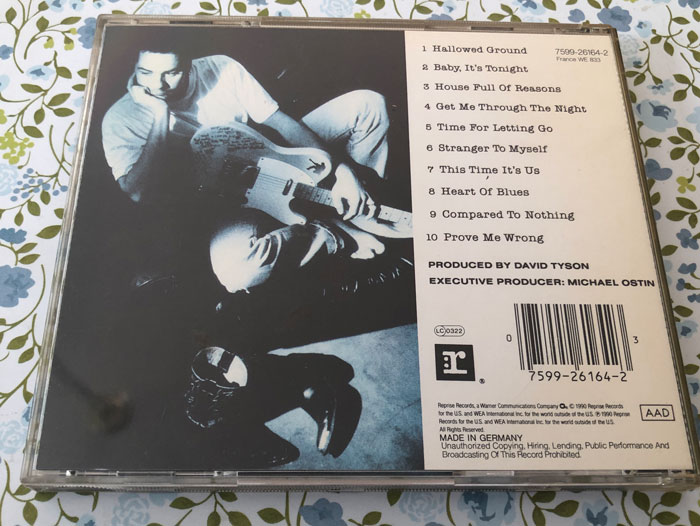 1 Hallowed Ground
7599-26164-2
France WE 833
2 Baby, It's Tonight
3 House Full Of Reasons
4 Get Me Through The Night
5 Time For Letting Go
6 Stranger To Myself
7 This Time It's Us
8 Heart Of Blues
9 Compared To Nothing
10 Prove Me Wrong
PRODUCED BY DAVID TYSON
EXECUTIVE PRODUCER: MICHAEL OSTIN
LC 0322
r
®
0
3
7599-26164-2
Reprise Records, a Warner Communications Company © 1990 Reprise Records
for the U.S. and WEA International Inc. for the world outside of the U.S. ℗ 1990 Reprise
Records for the U.S. and WEA International Inc. for the world outside of the U.S.
All Rights Reserved.
AAD
MADE IN GERMANY
Unauthorized Copying, Hiring, Lending, Public Performance And
Broadcasting Of This Record Prohibited.